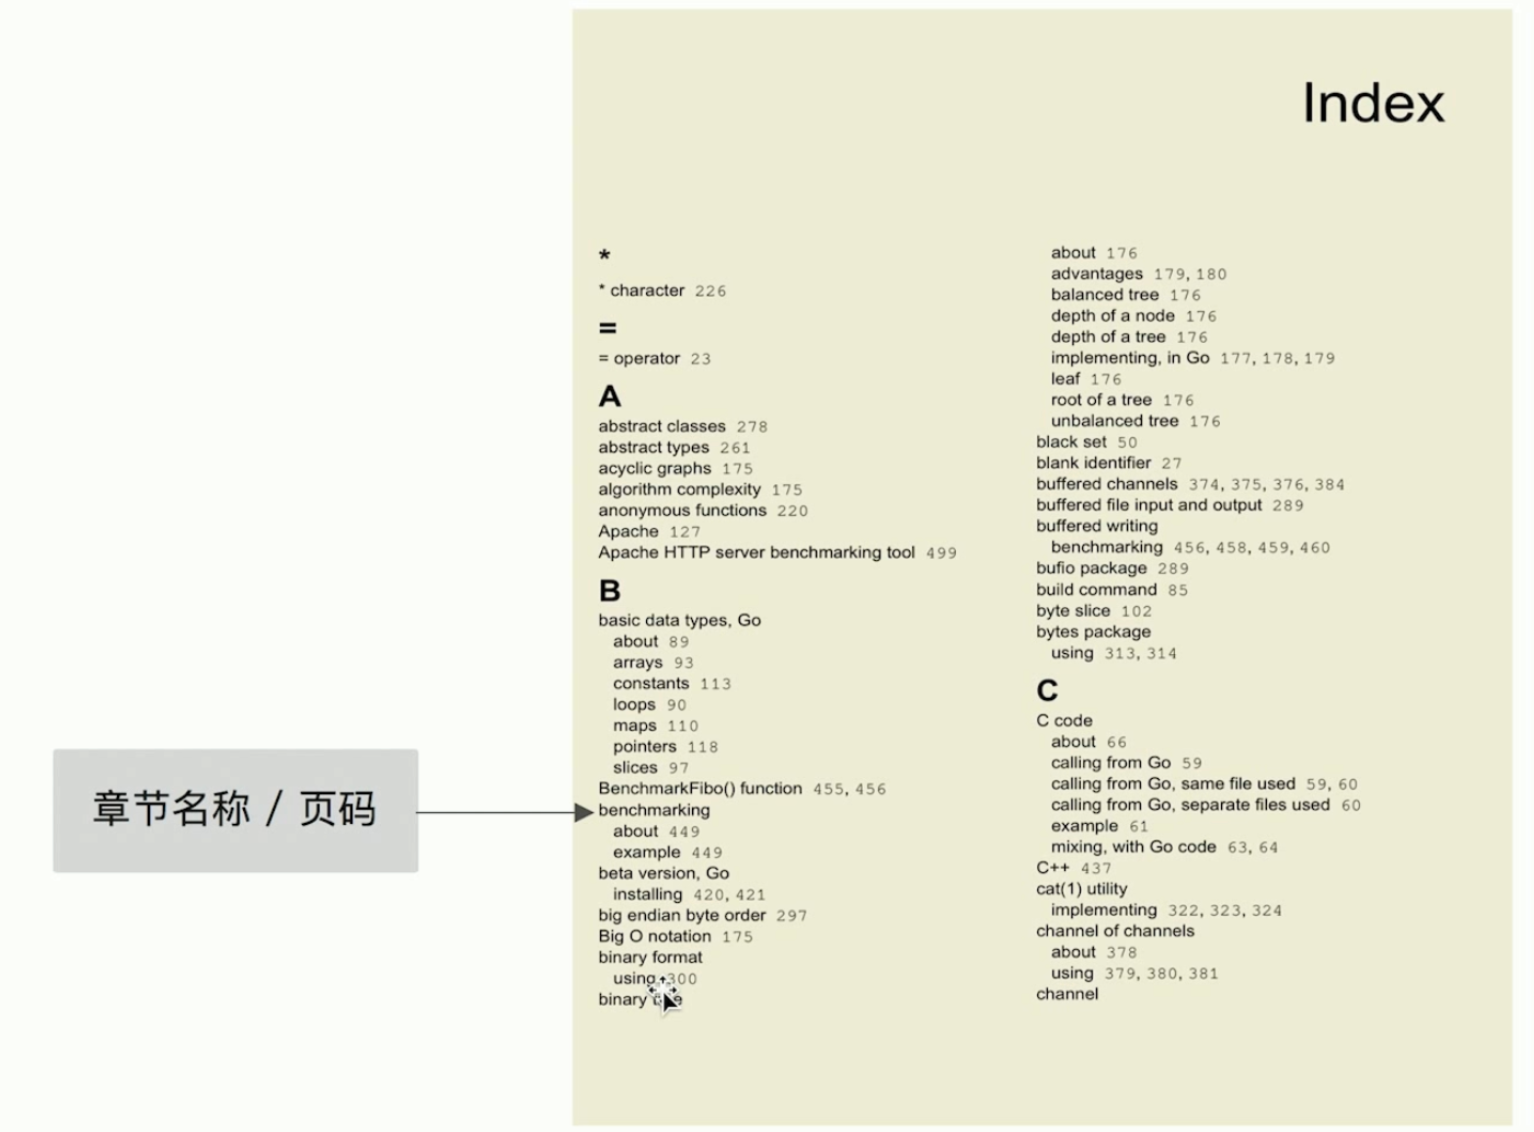 Index
*
* character 226
=
= operator 23
A
abstract classes 278
abstract types 261
acyclic graphs 175
algorithm complexity 175
anonymous functions 220
Apache 127
Apache HTTP server benchmarking tool 499
B
basic data types, Go
about 89
arrays 93
constants 113
loops 90
maps 110
pointers 118
slices 97
BenchmarkFibo() function 455, 456
章节名称 / 页码
benchmarking
about 449
example 449
beta version, Go
installing 420, 421
big endian byte order 297
Big O notation 175
binary format
using 300
binary
about 176
advantages 179, 180
balanced tree 176
depth of a node 176
depth of a tree 176
implementing, in Go 177, 178, 179
leaf 176
root of a tree 176
unbalanced tree 176
black set 50
blank identifier 27
buffered channels 374, 375, 376, 384
buffered file input and output 289
buffered writing
benchmarking 456, 458, 459, 460
bufio package 289
build command 85
byte slice 102
bytes package
using 313, 314
C
C code
about 66
calling from Go 59
calling from Go, same file used 59, 60
calling from Go, separate files used 60
example 61
mixing, with Go code 63, 64
C++ 437
cat(1) utility
implementing 322, 323, 324
channel of channels
about 378
using 379, 380, 381
channel